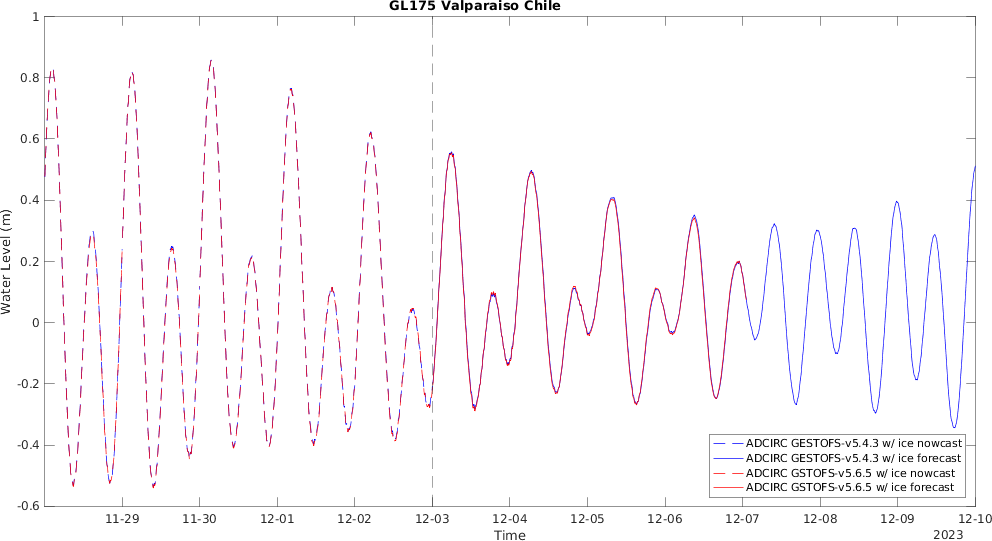 GL175 Valparaiso Chile
1
0.8
0.6
0.4
0.2
0
-0.2
-0.4
-0.6
Water Level (m)
ADCIRC GESTOFS-v5.4.3 w/ ice nowcast
ADCIRC GESTOFS-v5.4.3 w/ ice forecast
ADCIRC GSTOFS-v5.6.5 w/ ice nowcast
ADCIRC GSTOFS-v5.6.5 w/ ice forecast
11-29 11-30 12-01 12-02 12-03 12-04 12-05 12-06 12-07 12-08 12-09 12-10
Time
2023